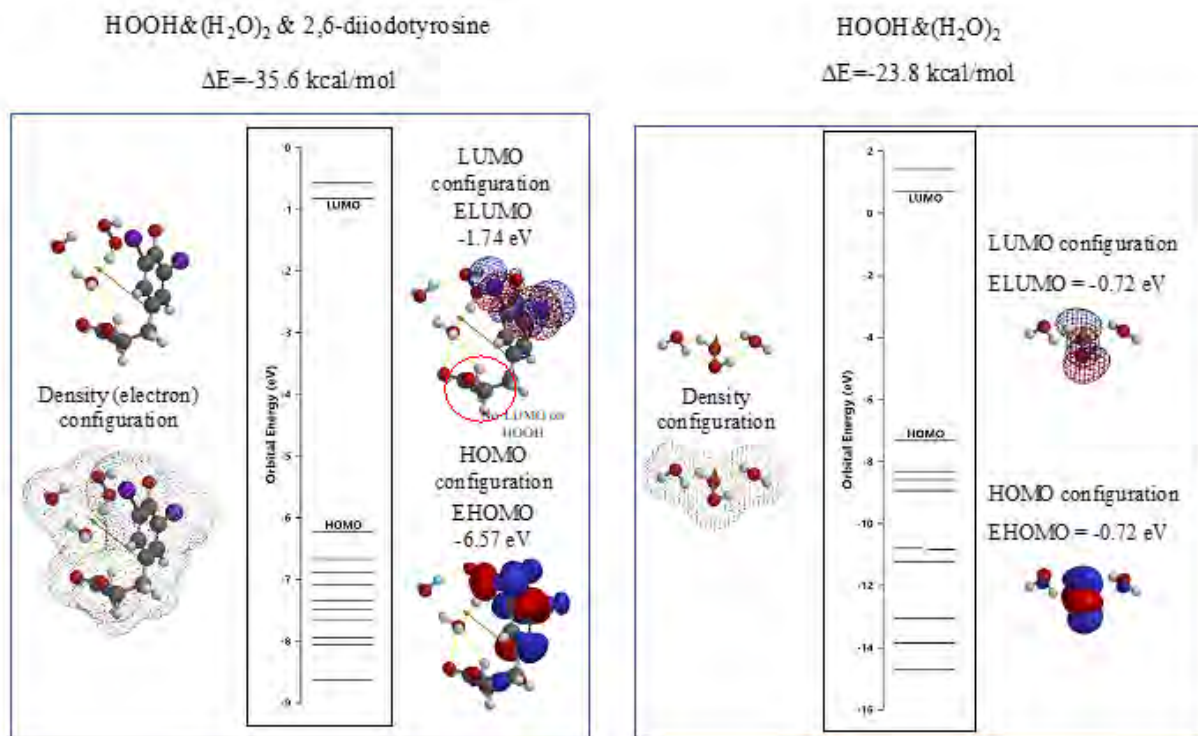 HOOH&(H₂O)₂ & 2,6-diiodotyrosine
ΔE=-35.6 kcal/mol
Density (electron)
configuration
0
-1
-2
-3
-4
-5
-6
-7
-8
-9
Orbital Energy (eV)
LUMO
HOMO
LUMO
configuration
ELUMO
-1.74 eV
LUMO on
HOOH
HOMO
configuration
EHOMO
-6.57 eV
HOOH&(H₂O)₂
ΔE=-23.8 kcal/mol
Density
configuration
2
0
-2
-4
-6
-8
-10
-12
-14
-16
Orbital Energy (eV)
LUMO
HOMO
LUMO configuration
ELUMO = -0.72 eV
HOMO configuration
EHOMO = -0.72 eV